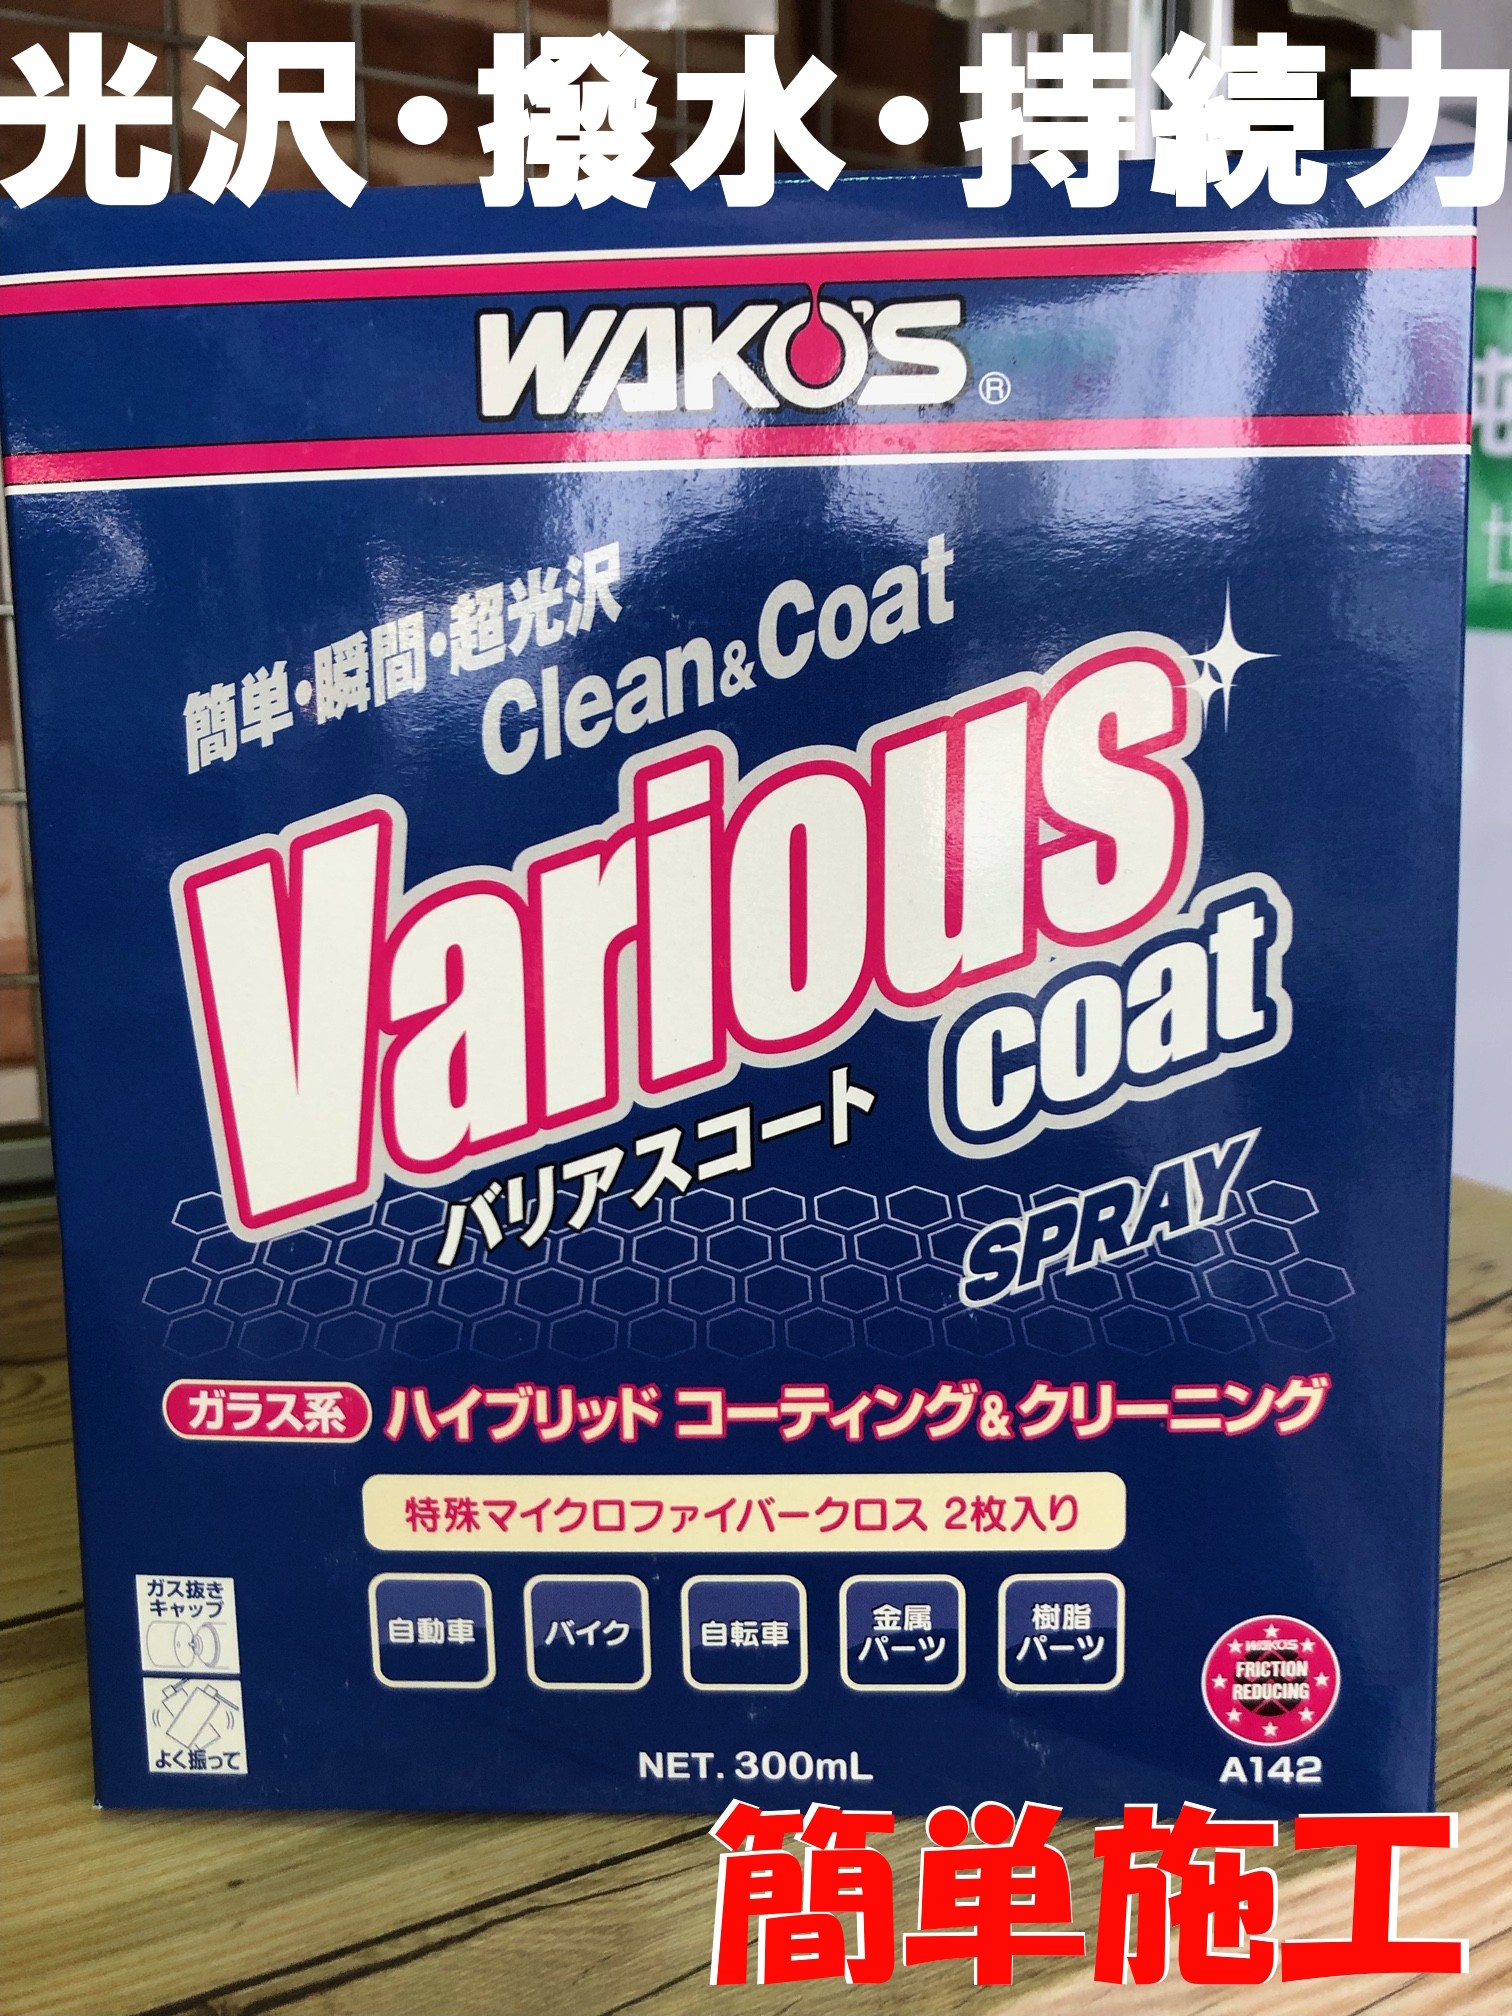 光沢・撥水・持続力
WAKO'S®
簡単・瞬間・超光沢
Clean&Coat
Various
coat
バリアスコート
SPRAY
ガラス系 ハイブリッド コーティング&クリーニング
特殊マイクロファイバークロス 2枚入り
ガス抜き
キャップ
自動車
バイク
自転車
金属
パーツ
樹脂
パーツ
よく振って
WAKO'S
FRICTION
REDUCING
NET. 300mL
A142
簡単施工